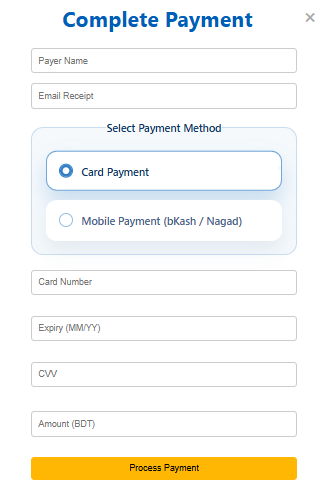 Complete Payment
×
Payer Name
Email Receipt
Select Payment Method
Card Payment
Mobile Payment (bKash / Nagad)
Card Number
Expiry (MM/YY)
CVV
Amount (BDT)
Process Payment